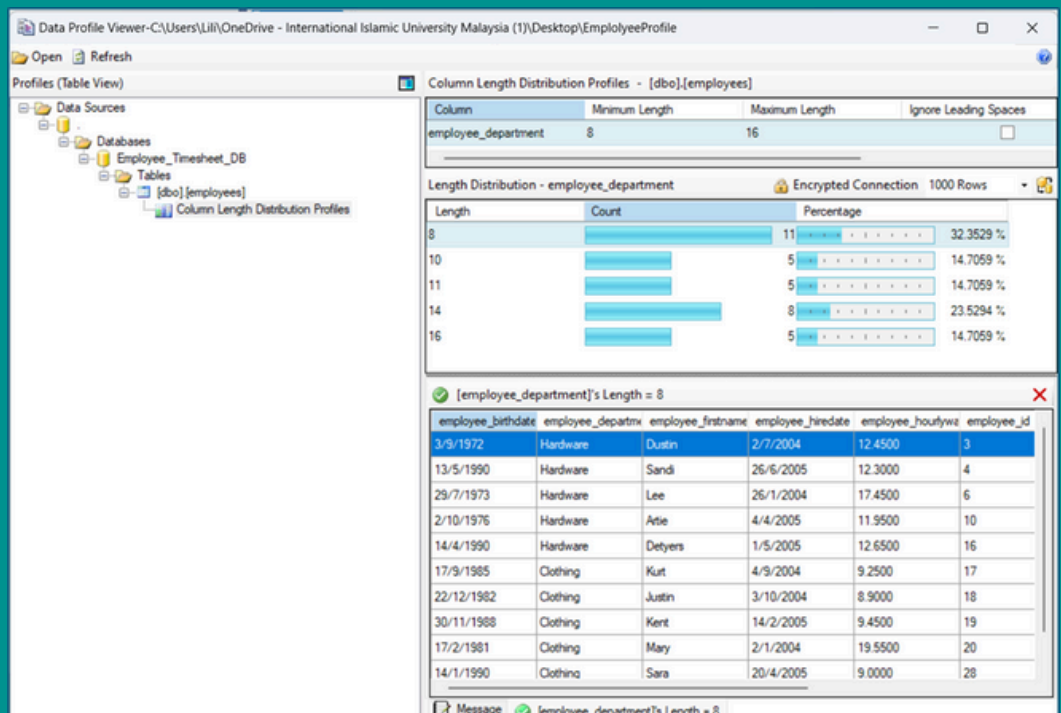 Data Profile Viewer-C:\Users\Lili\OneDrive - International Islamic University Malaysia (1)\Desktop\EmplolyeeProfile
Open Refresh
Profiles (Table View)
Data Sources
.
Databases
Employee_Timesheet_DB
Tables
[dbo].[employees]
Column Length Distribution Profiles
Column Length Distribution Profiles - [dbo].[employees]
Column Minimum Length Maximum Length Ignore Leading Spaces
employee_department 8 16
Length Distribution - employee_department Encrypted Connection 1000 Rows
Length Count Percentage
8 11 32.3529 %
10 5 14.7059 %
11 5 14.7059 %
14 8 23.5294 %
16 5 14.7059 %
[employee_department]'s Length = 8
employee_birthdate employee_departme employee_firstname employee_hiredate employee_hourlywa employee_id
3/9/1972 Hardware Dustin 2/7/2004 12.4500 3
13/5/1990 Hardware Sandi 26/6/2005 12.3000 4
29/7/1973 Hardware Lee 26/1/2004 17.4500 6
2/10/1976 Hardware Artie 4/4/2005 11.9500 10
14/4/1990 Hardware Detyers 1/5/2005 12.6500 16
17/9/1985 Clothing Kurt 4/9/2004 9.2500 17
22/12/1982 Clothing Justin 3/10/2004 8.9000 18
30/11/1988 Clothing Kent 14/2/2005 9.4500 19
17/2/1981 Clothing Mary 2/1/2004 19.5500 20
14/1/1990 Clothing Sara 20/4/2005 9.0000 28
Message [employee_department]'s Length = 8